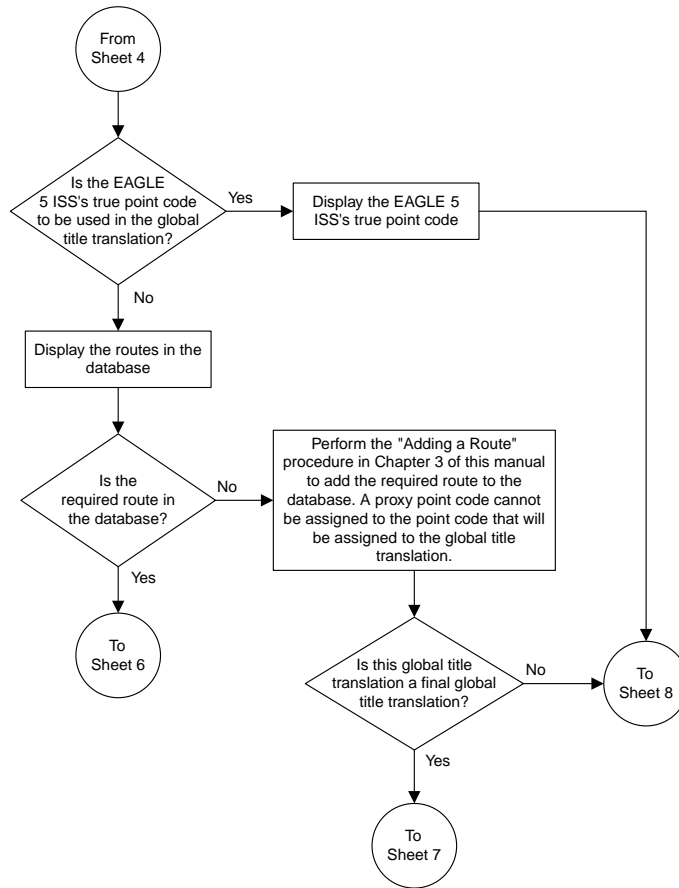 From
Sheet 4
Is the EAGLE
5 ISS's true point code
to be used in the global
title translation?
Yes
Display the EAGLE 5
ISS's true point code
No
Display the routes in the
database
Is the
required route in
the database?
No
Perform the "Adding a Route"
procedure in Chapter 3 of this manual
to add the required route to the
database. A proxy point code cannot
be assigned to the point code that will
be assigned to the global title
translation.
Yes
To
Sheet 6
Is this global title
translation a final global
title translation?
No
To
Sheet 8
Yes
To
Sheet 7